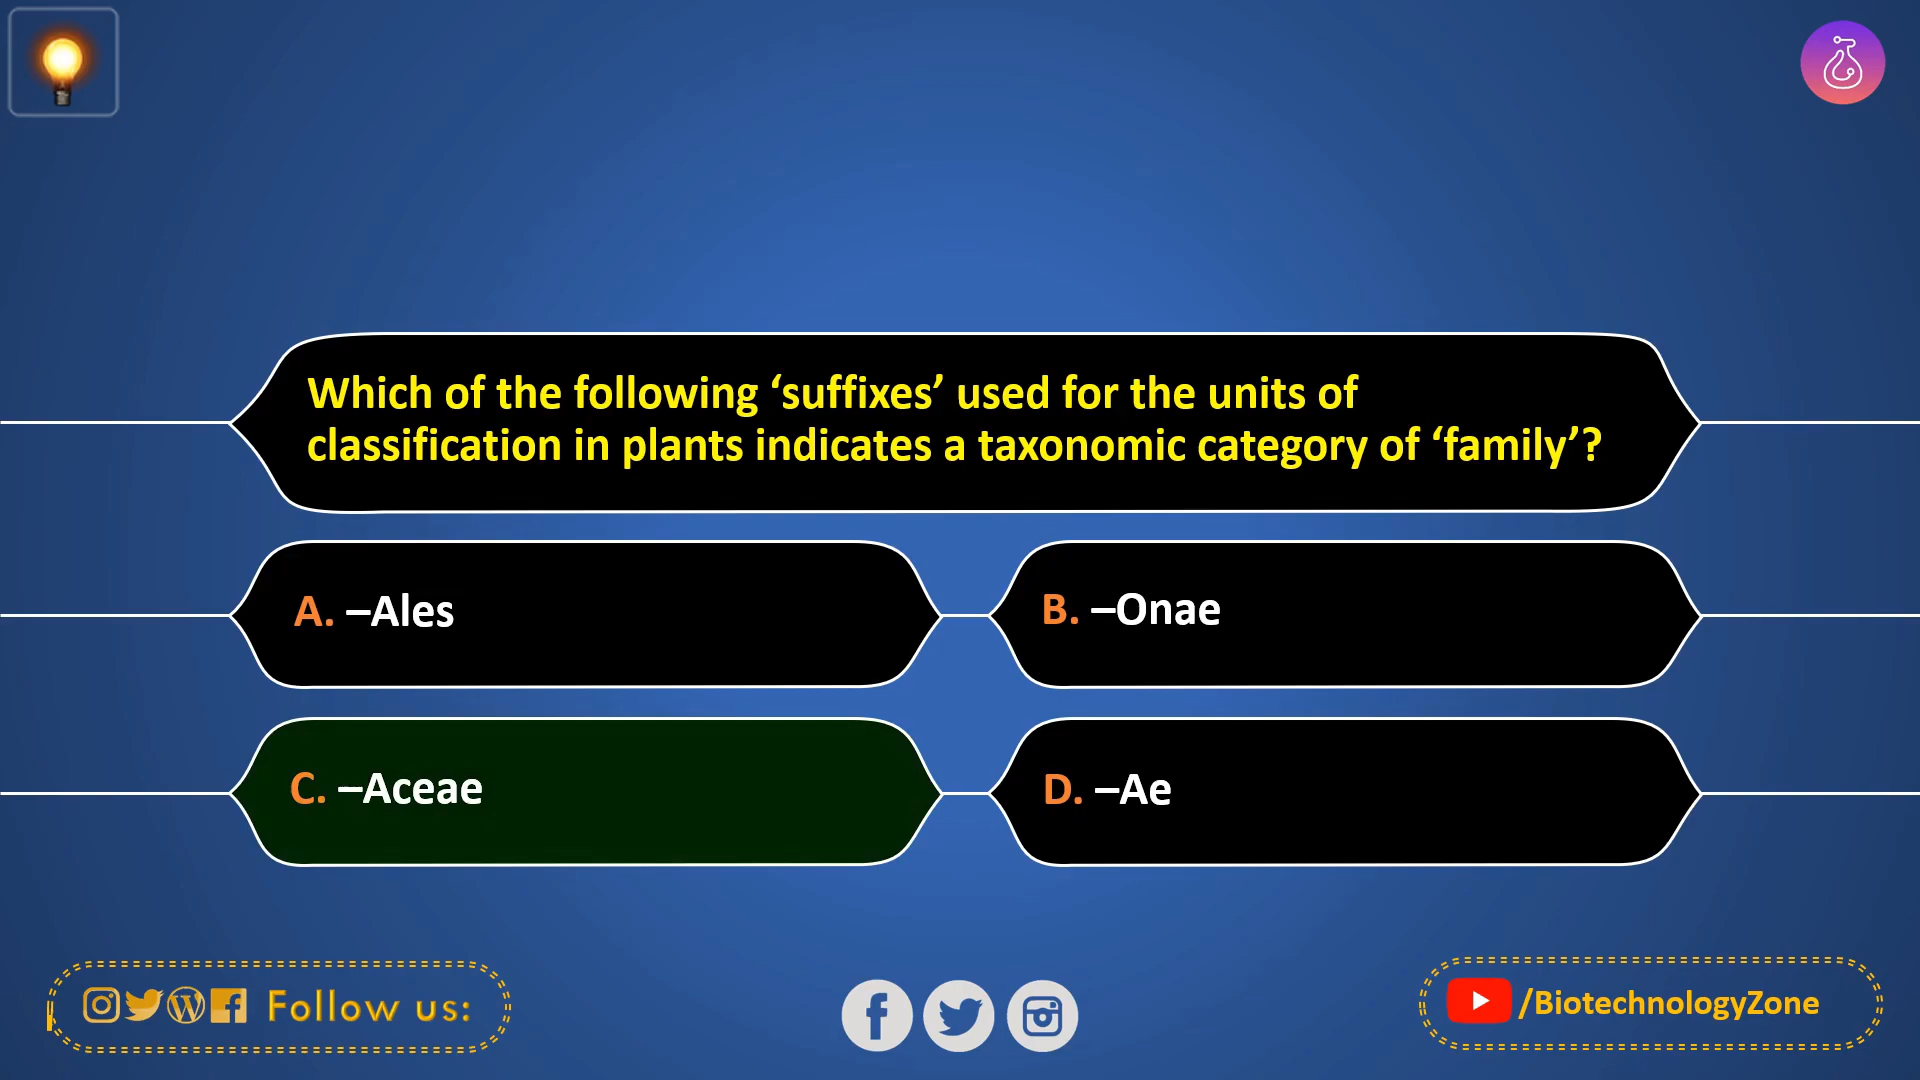 Which of the following ‘suffixes’ used for the units of
classification in plants indicates a taxonomic category of ‘family’?
A. –Ales
B. –Onae
C. –Aceae
D. –Ae
Follow us:
/BiotechnologyZone